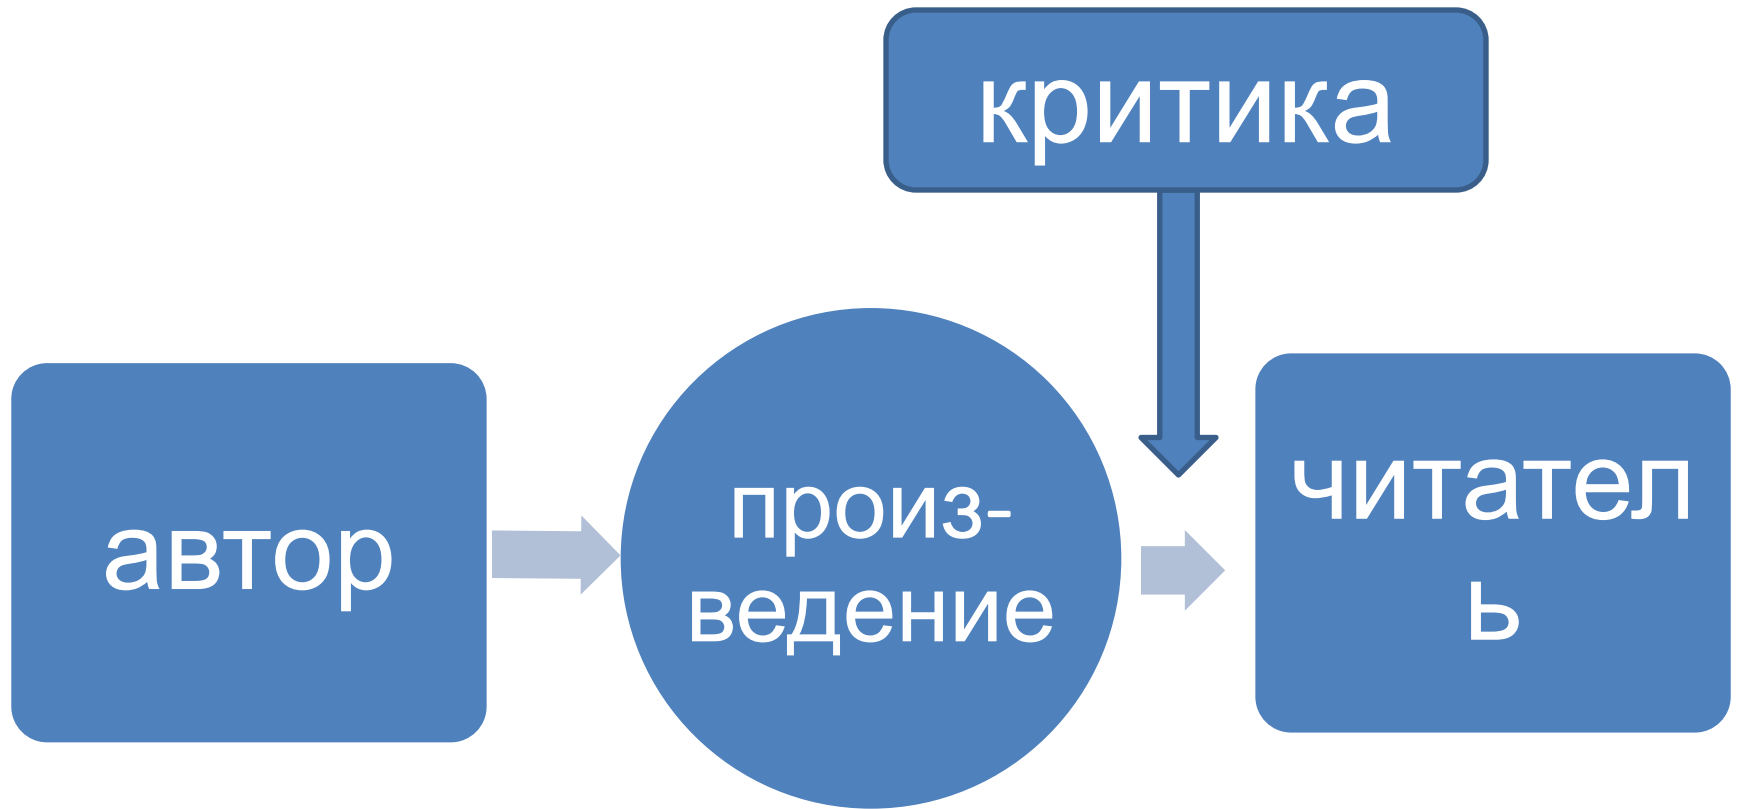 критика
автор
произ-
ведение
читател
ь